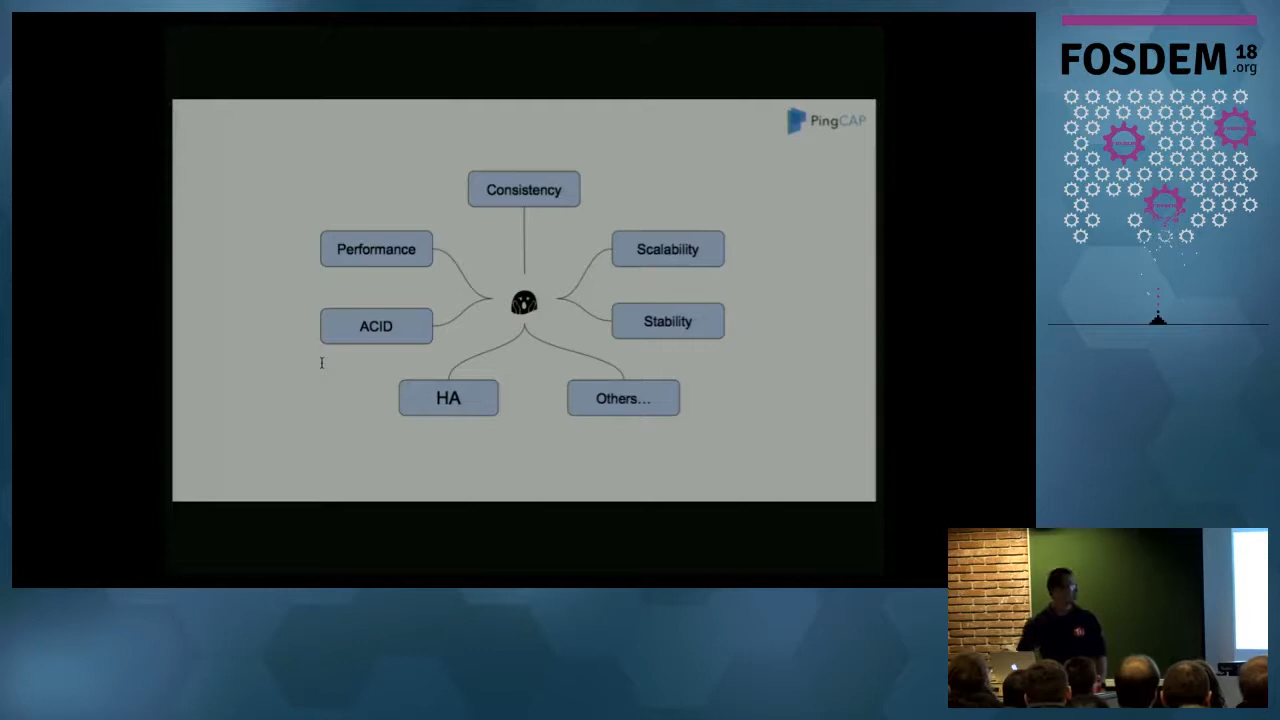 PingCAP
Consistency
Performance
Scalability
ACID
Stability
HA
Others...
FOSDEM 18
.org